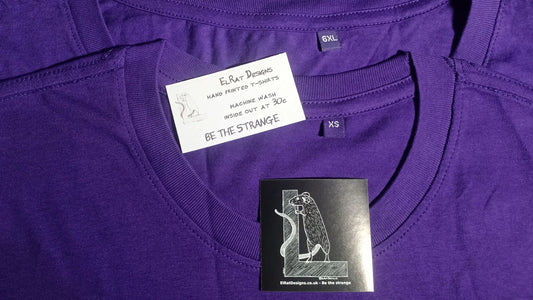 6XL
ELRAT DESIGNS
HAND PRINTED T-SHIRTS
MACHINE WASH
INSIDE OUT AT 30c
BE THE STRANGE
XS
ElRatDesigns.co.uk - Be the strange